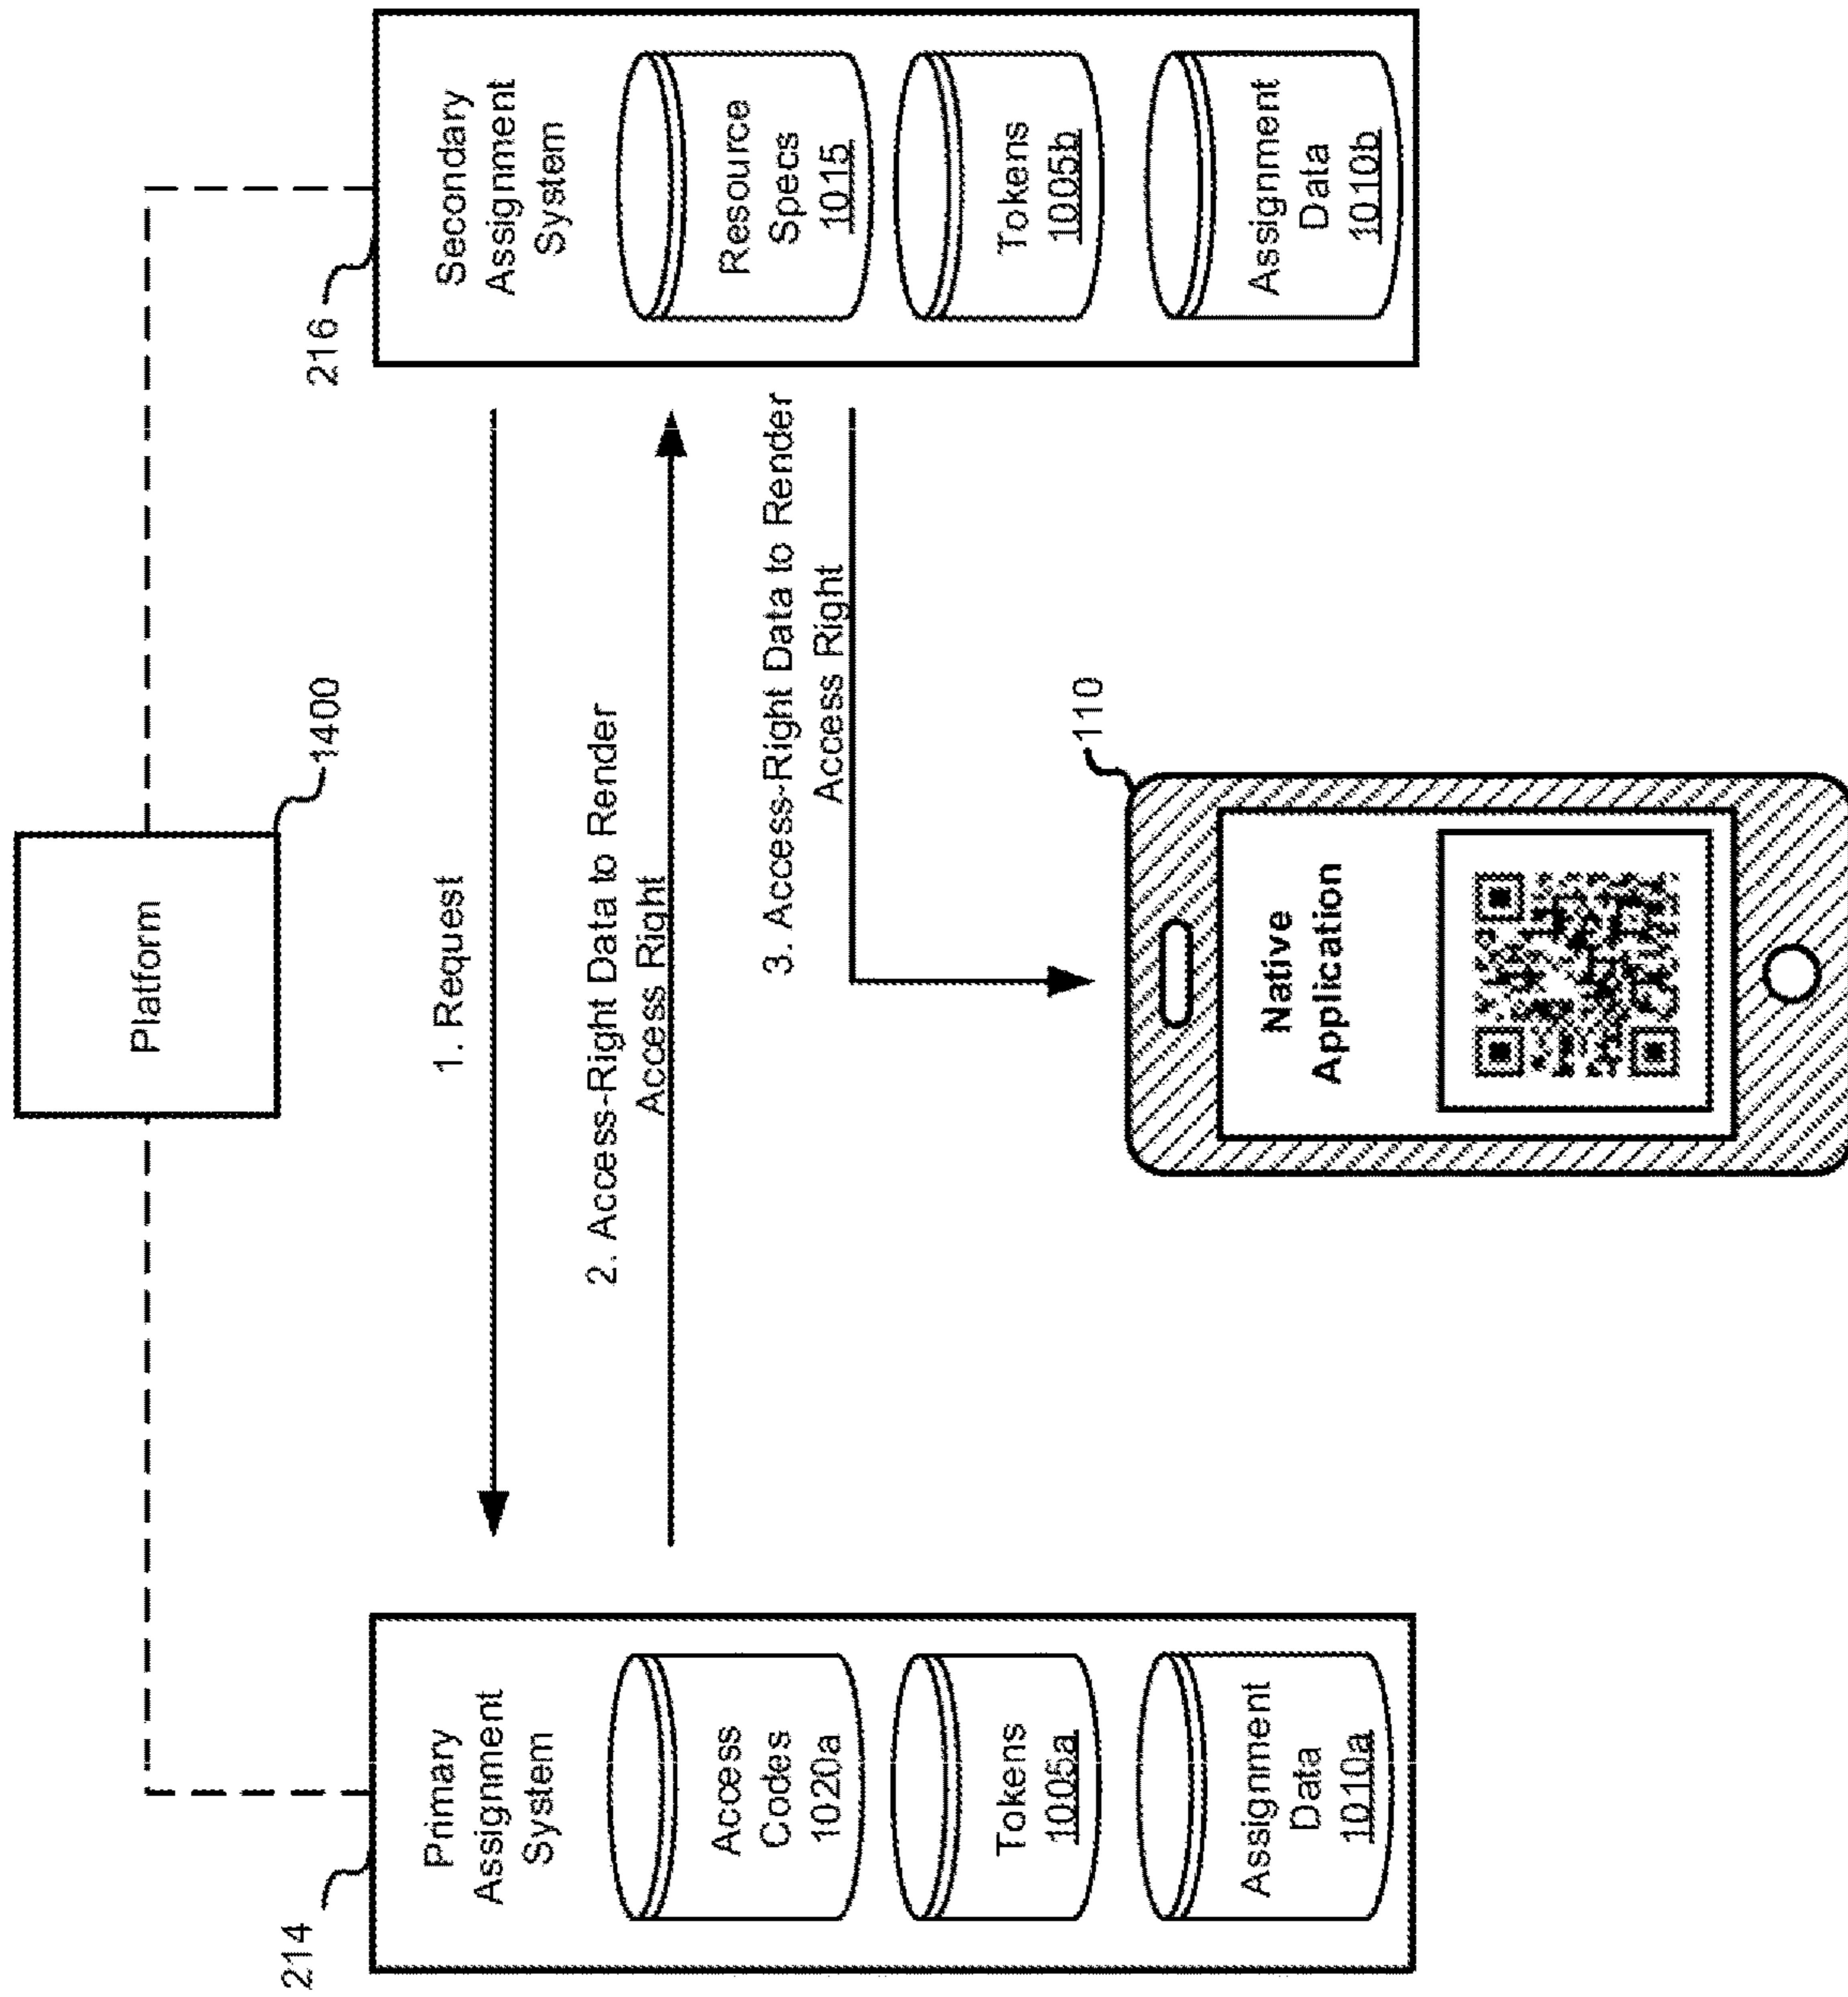 Platform
1400
214
Primary
Assignment
System
Access
Codes
1020a
Tokens
1005a
Assignment
Data
1010a
1. Request
2. Access-Right Data to Render
Access Right
3. Access-Right Data to Render
Access Right
216
Secondary
Assignment
System
Resource
Specs
1015
Tokens
1005b
Assignment
Data
1010b
110
Native
Application